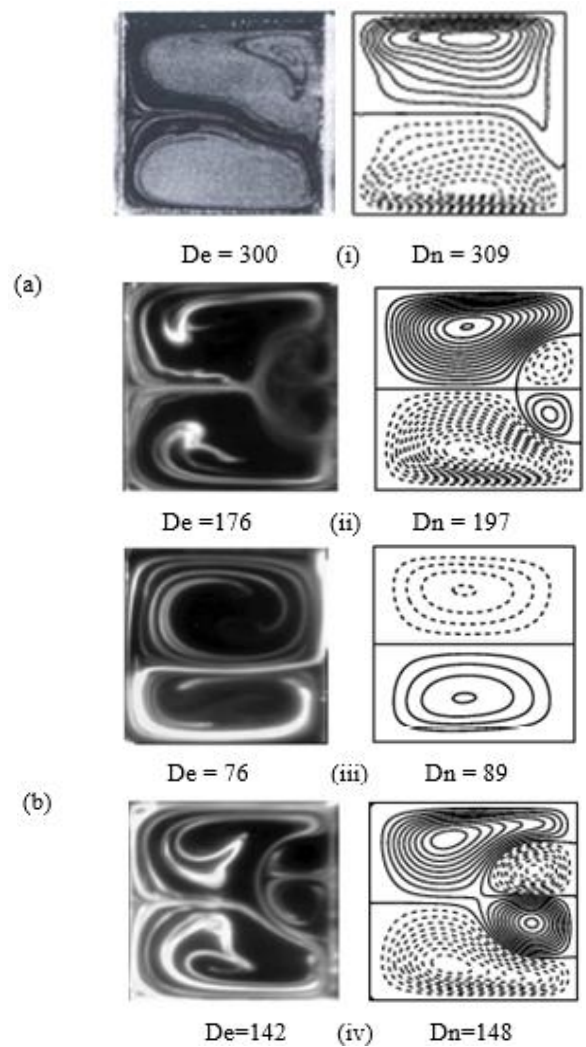 De = 300 (i) Dn = 309
(a)
De =176 (ii) Dn = 197
De = 76 (iii) Dn = 89
(b)
De=142 (iv) Dn=148